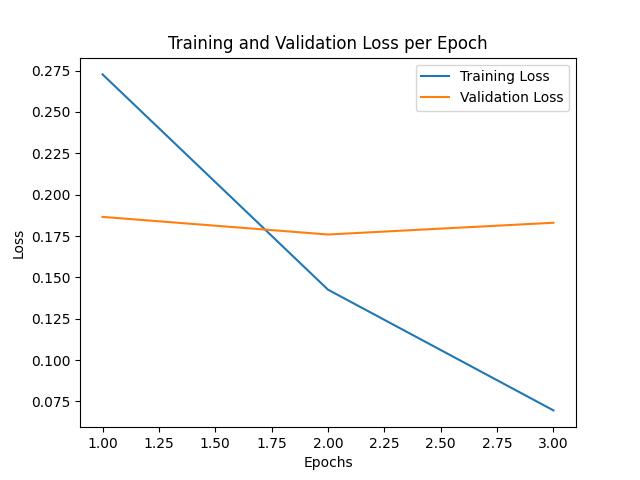 Training and Validation Loss per Epoch
Training Loss
Validation Loss
Loss
0.275
0.250
0.225
0.200
0.175
0.150
0.125
0.100
0.075
1.00 1.25 1.50 1.75 2.00 2.25 2.50 2.75 3.00
Epochs